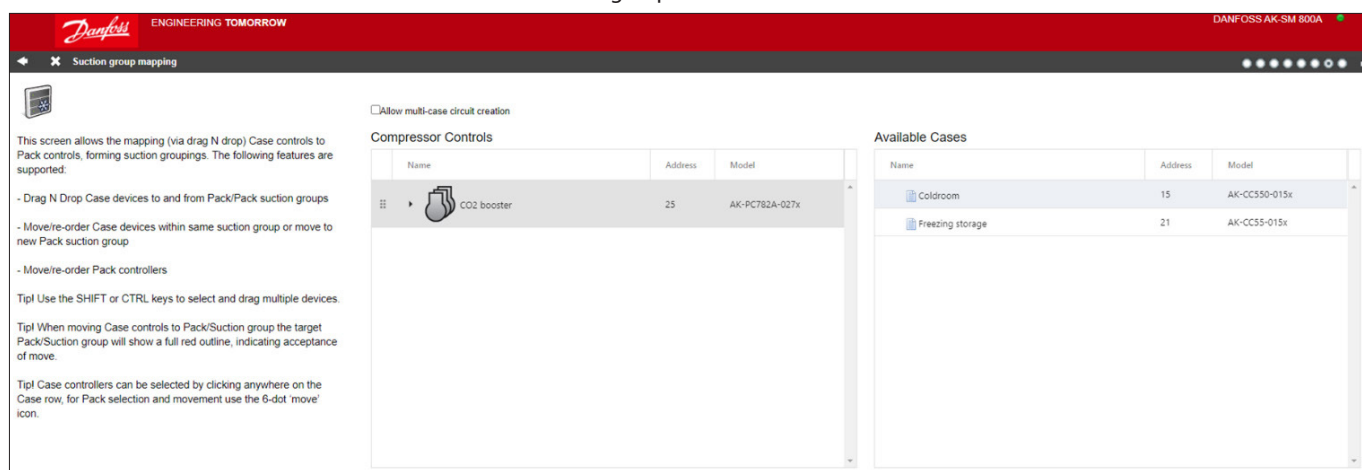 Danfoss
ENGINEERING TOMORROW
DANFOSS AK-SM 800A
Suction group mapping
This screen allows the mapping (via drag N drop) Case controls to
Pack controls, forming suction groupings. The following features are
supported:
- Drag N Drop Case devices to and from Pack/Pack suction groups
- Move/re-order Case devices within same suction group or move to
new Pack suction group
- Move/re-order Pack controllers
Tip! Use the SHIFT or CTRL keys to select and drag multiple devices.
Tip! When moving Case controls to Pack/Suction group the target
Pack/Suction group will show a full red outline, indicating acceptance
of move.
Tip! Case controllers can be selected by clicking anywhere on the
Case row, for Pack selection and movement use the 6-dot 'move'
icon.
Allow multi-case circuit creation
Compressor Controls
Name Address Model
CO2 booster 25 AK-PC782A-027x
Available Cases
Name Address Model
Coldroom 15 AK-CC550-015x
Freezing storage 21 AK-CC55-015x